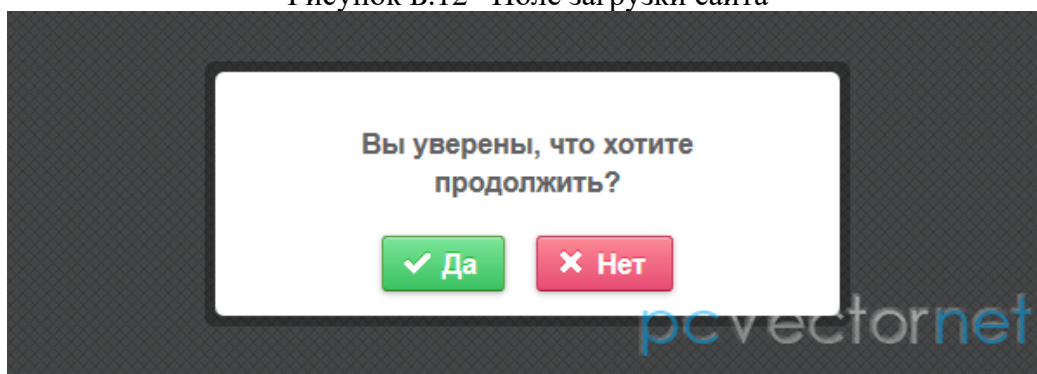 Рисунок В.12 Поле загрузки сайта
Вы уверены, что хотите
продолжить?
Да
Нет
pcvectornet